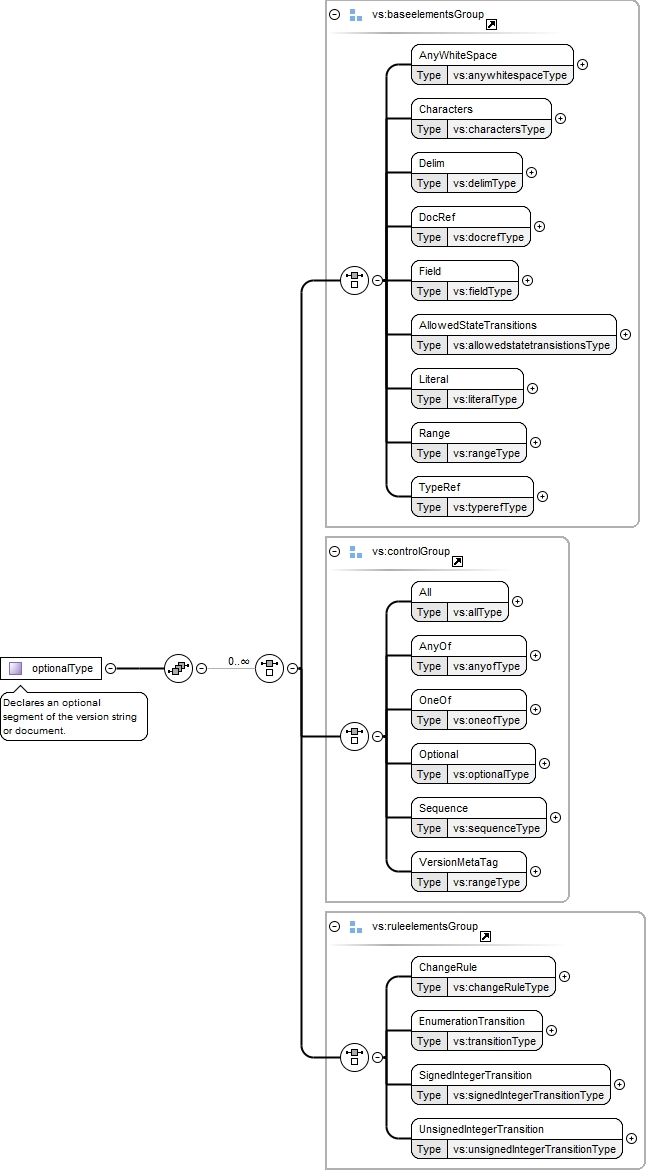 vs:baseelementsGroup
AnyWhiteSpace
Type vs:anywhitespaceType
Characters
Type vs:charactersType
Delim
Type vs:delimType
DocRef
Type vs:docrefType
Field
Type vs:fieldType
AllowedStateTransitions
Type vs:allowedstatetransistionsType
Literal
Type vs:literalType
Range
Type vs:rangeType
TypeRef
Type vs:typerefType
vs:controlGroup
All
Type vs:allType
AnyOf
Type vs:anyofType
OneOf
Type vs:oneofType
Optional
Type vs:optionalType
Sequence
Type vs:sequenceType
VersionMetaTag
Type vs:rangeType
optionalType
0..∞
Declares an optional
segment of the version string
or document.
vs:ruleelementsGroup
ChangeRule
Type vs:changeRuleType
EnumerationTransition
Type vs:transitionType
SignedIntegerTransition
Type vs:signedIntegerTransitionType
UnsignedIntegerTransition
Type vs:unsignedIntegerTransitionType